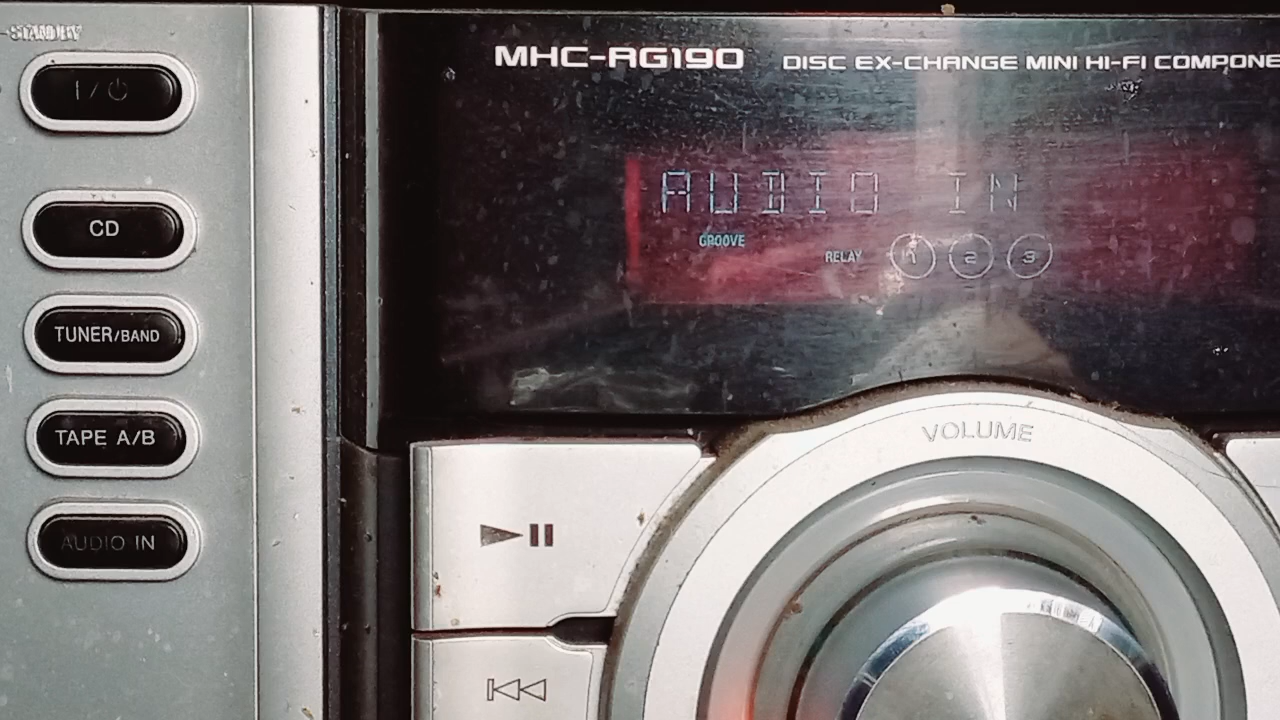 STANDBY
I/⏻
CD
TUNER/BAND
TAPE A/B
AUDIO IN
MHC-RG190 DISC EX-CHANGE MINI HI-FI COMPONE
AUDIO IN
GROOVE
RELAY 1 2 3
VOLUME